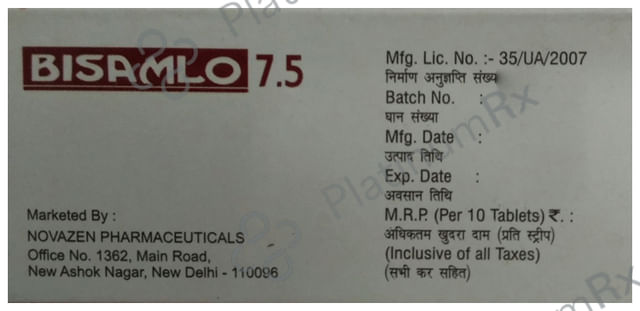 BISAMLO 7.5
Marketed By :
NOVAZEN PHARMACEUTICALS
Office No. 1362, Main Road,
New Ashok Nagar, New Delhi - 110096
Mfg. Lic. No. :- 35/UA/2007
निर्माण अनुज्ञप्ति संख्य
Batch No. :
घान संख्या
Mfg. Date :
उत्पाद तिथि
Exp. Date :
अवसान तिथि
M.R.P. (Per 10 Tablets) ₹. :
अधिकतम खुदरा दाम (प्रति स्ट्रीप)
(Inclusive of all Taxes)
(सभी कर सहित)
PlatinumRx